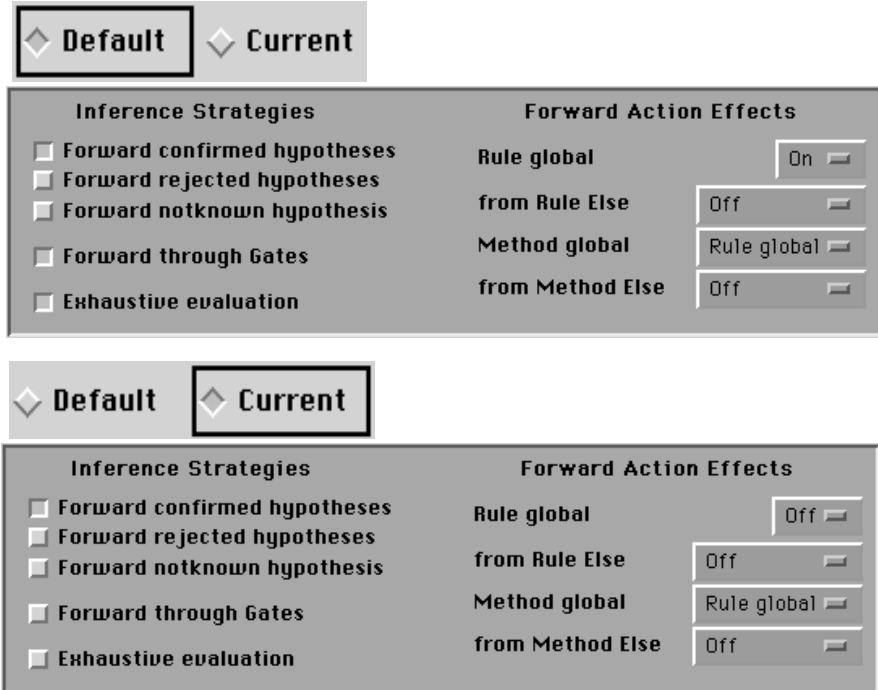 Default Current
Inference Strategies
Forward confirmed hypotheses
Forward rejected hypotheses
Forward notknown hypothesis
Forward through Gates
Exhaustive evaluation
Forward Action Effects
Rule global On
from Rule Else Off
Method global Rule global
from Method Else Off
Default Current
Inference Strategies
Forward confirmed hypotheses
Forward rejected hypotheses
Forward notknown hypothesis
Forward through Gates
Exhaustive evaluation
Forward Action Effects
Rule global Off
from Rule Else Off
Method global Rule global
from Method Else Off